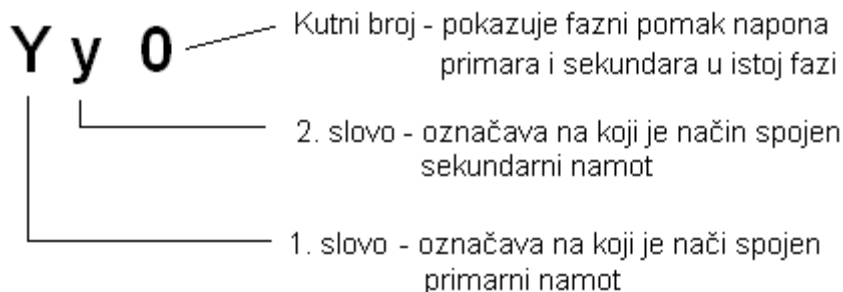 Y y 0
Kutni broj - pokazuje fazni pomak napona
primara i sekundara u istoj fazi
2. slovo - označava na koji je način spojen
sekundarni namot
1. slovo - označava na koji je nači spojen
primarni namot